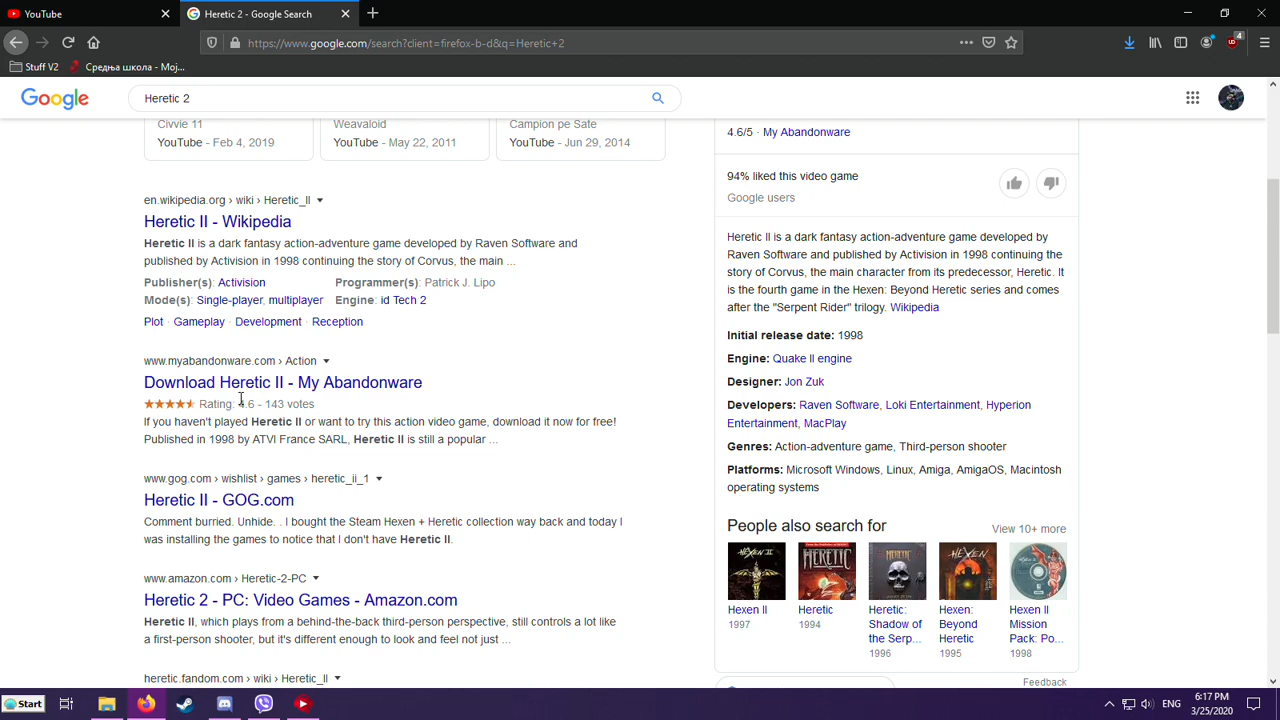 YouTube
Heretic 2 - Google Search
https://www.google.com/search?client=firefox-b-d&q=Heretic+2
4
Stuff V2
Средња школа - Moj...
Google
Heretic 2
Civvie 11
YouTube - Feb 4, 2019
Weavaloid
YouTube - May 22, 2011
Campion pe Sate
YouTube - Jun 29, 2014
en.wikipedia.org › wiki › Heretic_II
Heretic II - Wikipedia
Heretic II is a dark fantasy action-adventure game developed by Raven Software and
published by Activision in 1998 continuing the story of Corvus, the main ...
Publisher(s): Activision
Programmer(s): Patrick J. Lipo
Mode(s): Single-player, multiplayer
Engine: id Tech 2
Plot · Gameplay · Development · Reception
www.myabandonware.com › Action
Download Heretic II - My Abandonware
Rating: 4.6 - 143 votes
If you haven't played Heretic II or want to try this action video game, download it now for free!
Published in 1998 by ATVI France SARL, Heretic II is still a popular ...
www.gog.com › wishlist › games › heretic_ii_1
Heretic II - GOG.com
Comment burried. Unhide. . I bought the Steam Hexen + Heretic collection way back and today I
was installing the games to notice that I don't have Heretic II.
www.amazon.com › Heretic-2-PC
Heretic 2 - PC: Video Games - Amazon.com
Heretic II, which plays from a behind-the-back third-person perspective, still controls a lot like
a first-person shooter, but it's different enough to look and feel not just ...
heretic.fandom.com › wiki › Heretic_II
4.6/5 · My Abandonware
94% liked this video game
Google users
Heretic II is a dark fantasy action-adventure game developed by
Raven Software and published by Activision in 1998 continuing the
story of Corvus, the main character from its predecessor, Heretic. It
is the fourth game in the Hexen: Beyond Heretic series and comes
after the "Serpent Rider" trilogy. Wikipedia
Initial release date: 1998
Engine: Quake II engine
Designer: Jon Zuk
Developers: Raven Software, Loki Entertainment, Hyperion
Entertainment, MacPlay
Genres: Action-adventure game, Third-person shooter
Platforms: Microsoft Windows, Linux, Amiga, AmigaOS, Macintosh
operating systems
People also search for
View 10+ more
HEXEN II
HERETIC
HERETIC
HEXEN
HEXEN
Hexen II
1997
Heretic
1994
Heretic:
Shadow of
the Serp...
1996
Hexen:
Beyond
Heretic
1995
Hexen II
Mission
Pack: Po...
1998
Feedback
Start
ENG
6:17 PM
3/25/2020